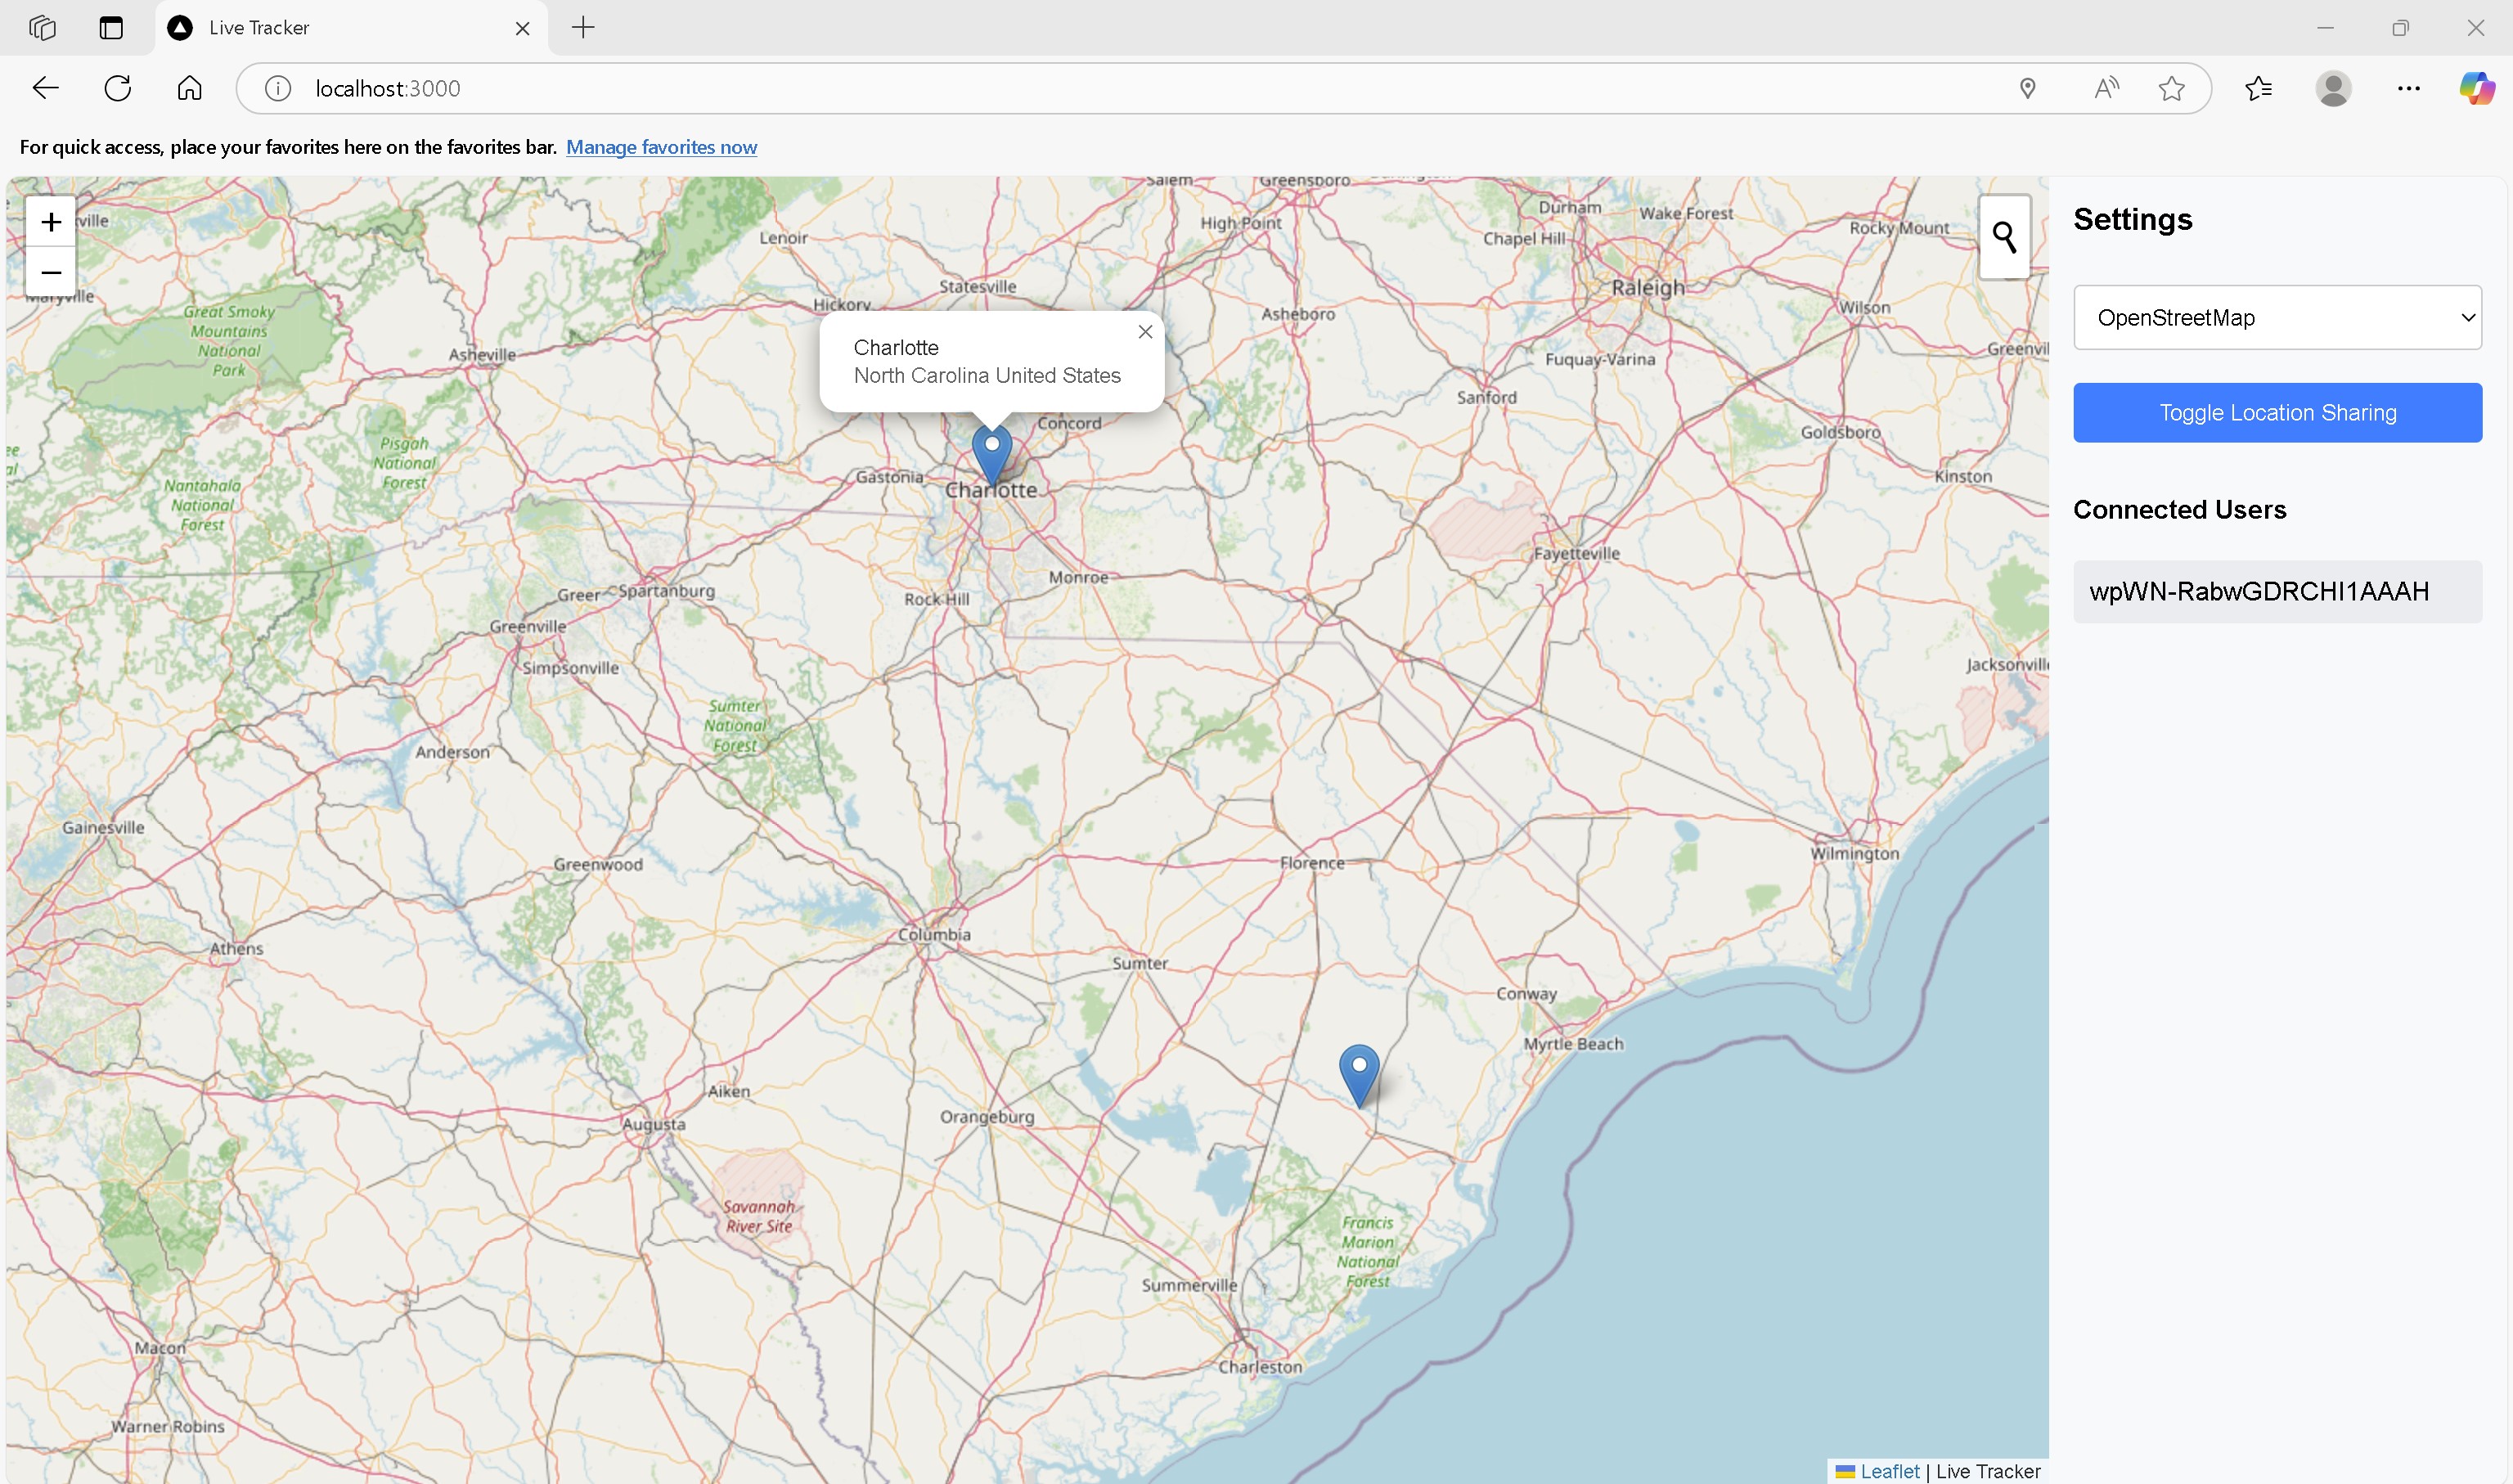 Live Tracker
localhost:3000
For quick access, place your favorites here on the favorites bar. Manage favorites now
+
−
Settings
OpenStreetMap
Toggle Location Sharing
Connected Users
wpWN-RabwGDRCHI1AAAH
Charlotte
North Carolina United States
Salem
Greensboro
Durham
Wake Forest
High Point
Rocky Mount
Lenoir
Chapel Hill
Raleigh
Statesville
Hickory
Asheboro
Wilson
Great Smoky
Mountains
National
Park
Asheville
Fuquay-Varina
Greenvil
Sanford
Concord
Goldsboro
Pisgah
National
Forest
Gastonia
Charlotte
Kinston
Nantahala
National
Forest
Fayetteville
Monroe
Greer
Spartanburg
Rock Hill
Greenville
Simpsonville
Jacksonvill
Sumter
National
Forest
Anderson
Gainesville
Wilmington
Greenwood
Florence
Athens
Columbia
Sumter
Conway
Myrtle Beach
Aiken
Orangeburg
Augusta
Savannah
River Site
Francis
Marion
National
Forest
Summerville
Macon
Charleston
Warner Robins
Leaflet | Live Tracker